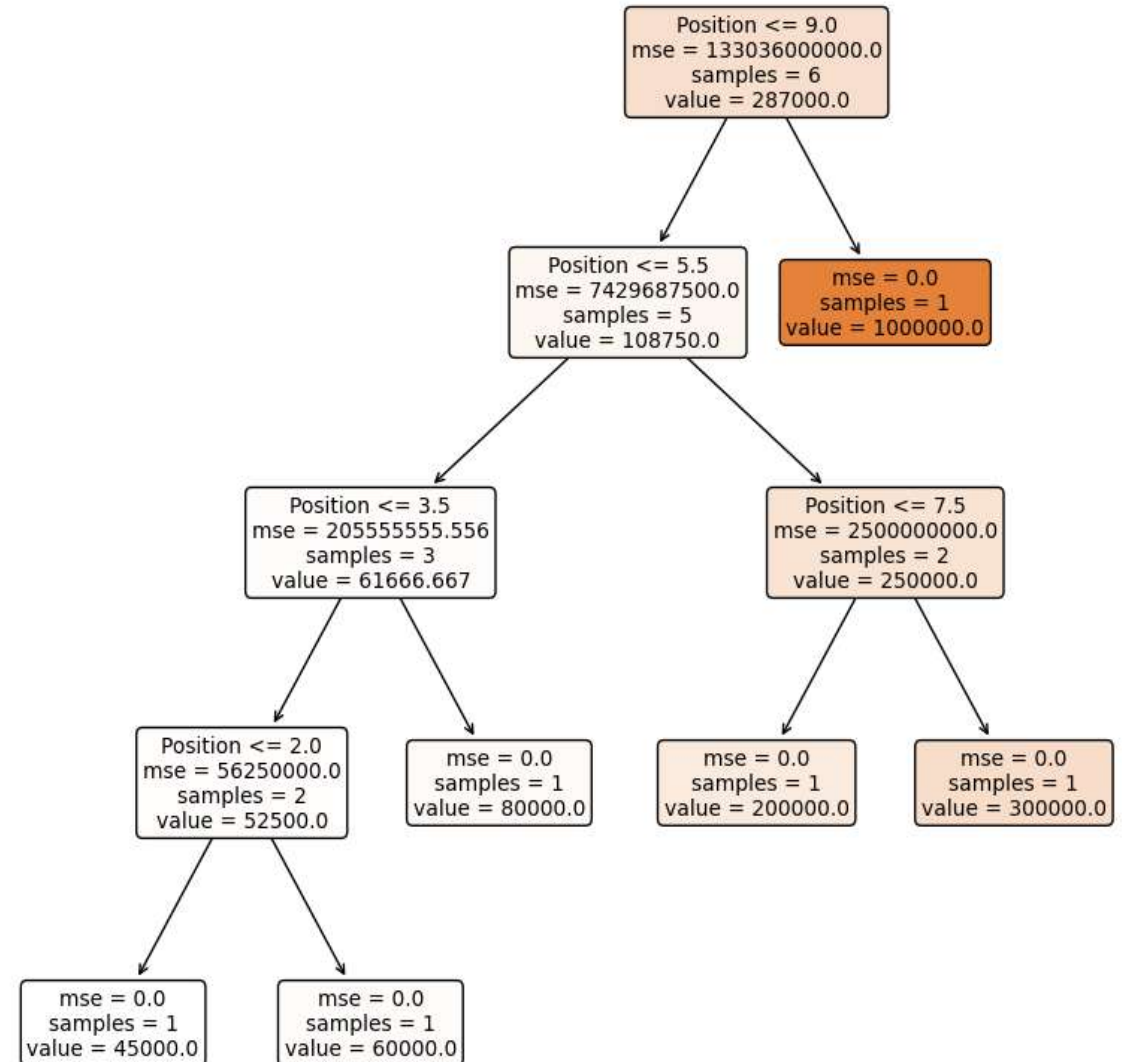 Position <= 9.0
mse = 133036000000.0
samples = 6
value = 287000.0
Position <= 5.5
mse = 7429687500.0
samples = 5
value = 108750.0
mse = 0.0
samples = 1
value = 1000000.0
Position <= 3.5
mse = 205555555.556
samples = 3
value = 61666.667
Position <= 7.5
mse = 2500000000.0
samples = 2
value = 250000.0
Position <= 2.0
mse = 56250000.0
samples = 2
value = 52500.0
mse = 0.0
samples = 1
value = 80000.0
mse = 0.0
samples = 1
value = 200000.0
mse = 0.0
samples = 1
value = 300000.0
mse = 0.0
samples = 1
value = 45000.0
mse = 0.0
samples = 1
value = 60000.0